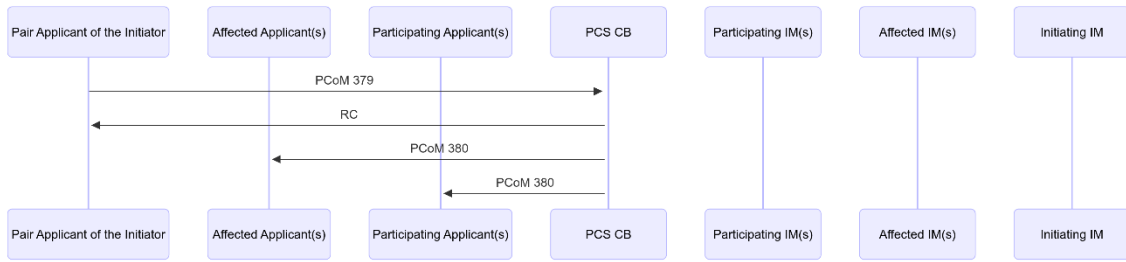 Pair Applicant of the Initiator
Affected Applicant(s)
Participating Applicant(s)
PCS CB
Participating IM(s)
Affected IM(s)
Initiating IM
PCoM 379
RC
PCoM 380
PCoM 380
Pair Applicant of the Initiator
Affected Applicant(s)
Participating Applicant(s)
PCS CB
Participating IM(s)
Affected IM(s)
Initiating IM